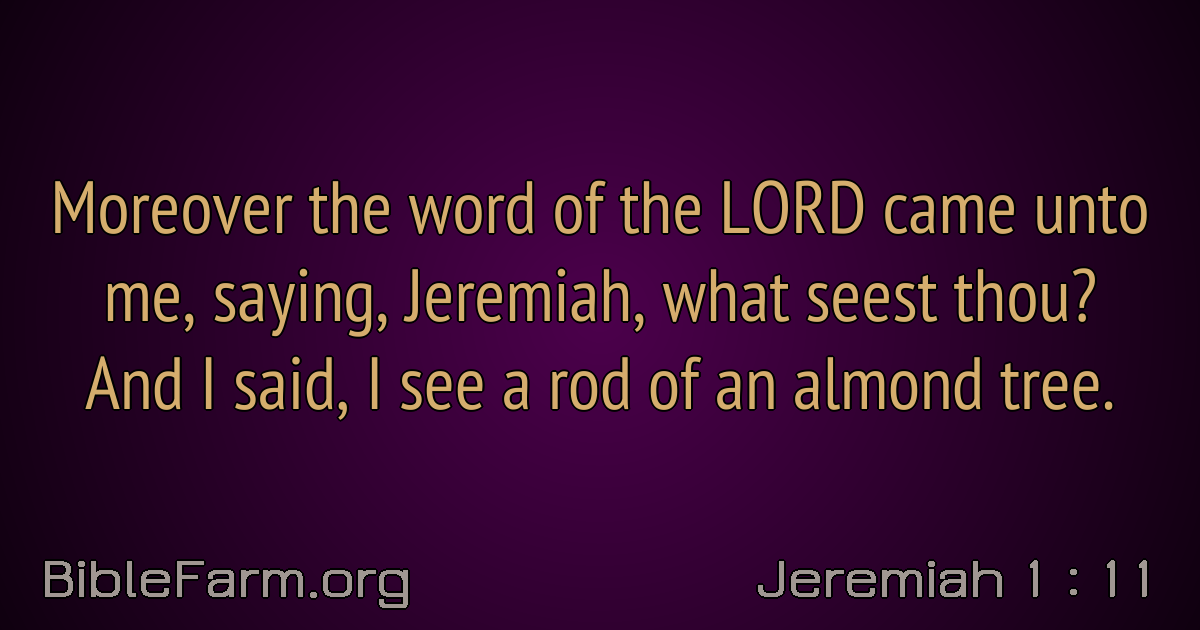 Moreover the word of the LORD came unto
me, saying, Jeremiah, what seest thou?
And I said, I see a rod of an almond tree.
BibleFarm.org
Jeremiah 1 : 11